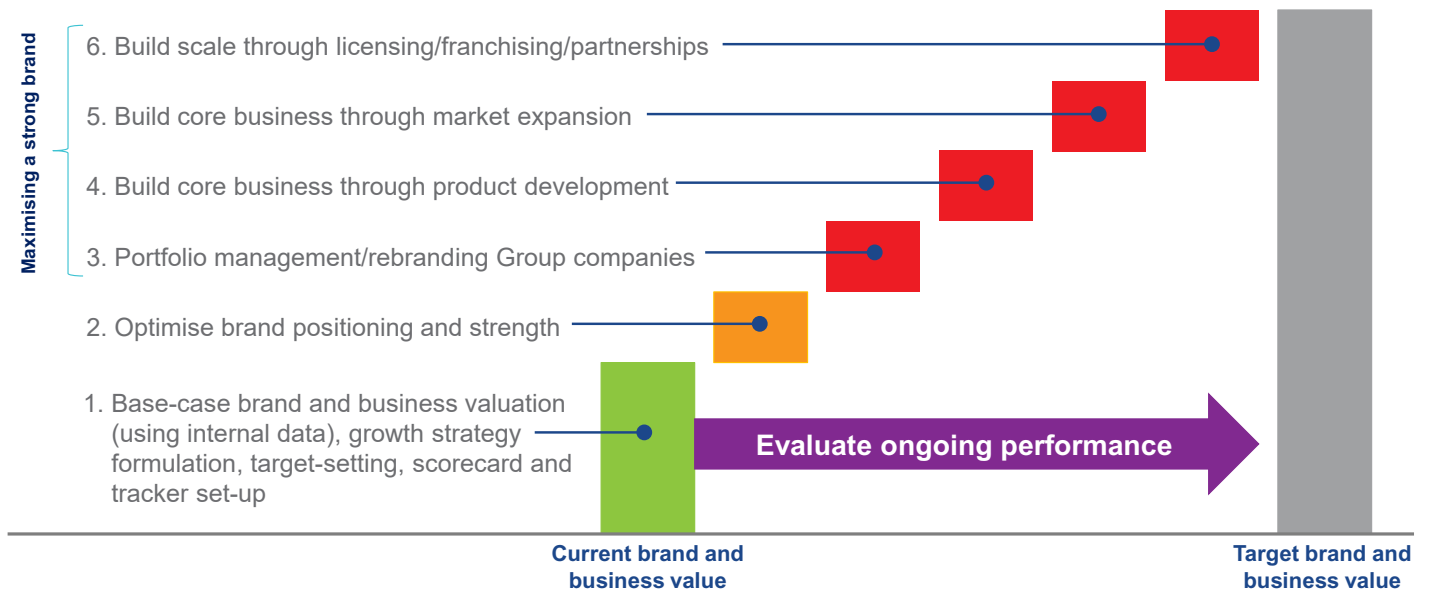 Maximising a strong brand
6. Build scale through licensing/franchising/partnerships
5. Build core business through market expansion
4. Build core business through product development
3. Portfolio management/rebranding Group companies
2. Optimise brand positioning and strength
1. Base-case brand and business valuation
(using internal data), growth strategy
formulation, target-setting, scorecard and
tracker set-up
Evaluate ongoing performance
Current brand and
business value
Target brand and
business value